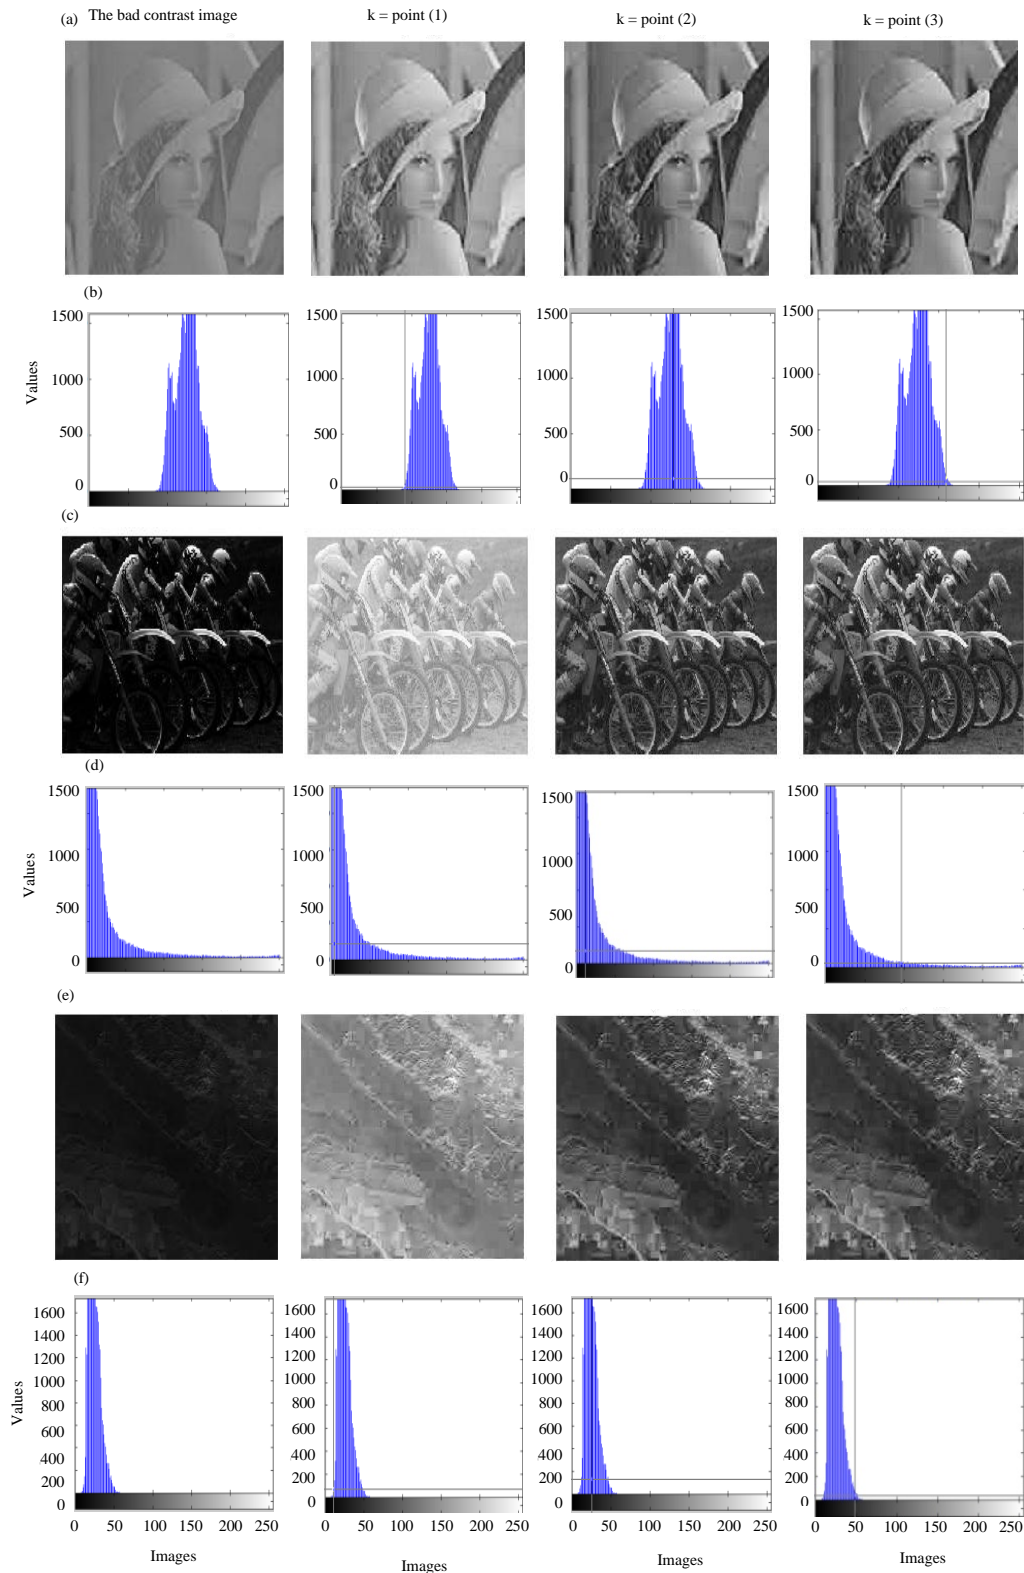 (a) The bad contrast image k = point (1) k = point (2) k = point (3)
(b)
1500 1500 1500 1500
1000 1000 1000 1000
500 500 500 500
0 0 0 0
Values
(c)
(d)
1500 1500 1500 1500
1000 1000 1000 1000
500 500 500 500
0 0 0 0
Values
(e)
(f)
1600 1600 1600 1600
1400 1400 1400 1400
1200 1200 1200 1200
1000 1000 1000 1000
800 800 800 800
600 600 600 600
400 400 400 400
200 200 200 200
0 0 0 0
Values
0 50 100 150 200 250 0 50 100 150 200 250 0 50 100 150 200 250 0 50 100 150 200 250
Images Images Images Images